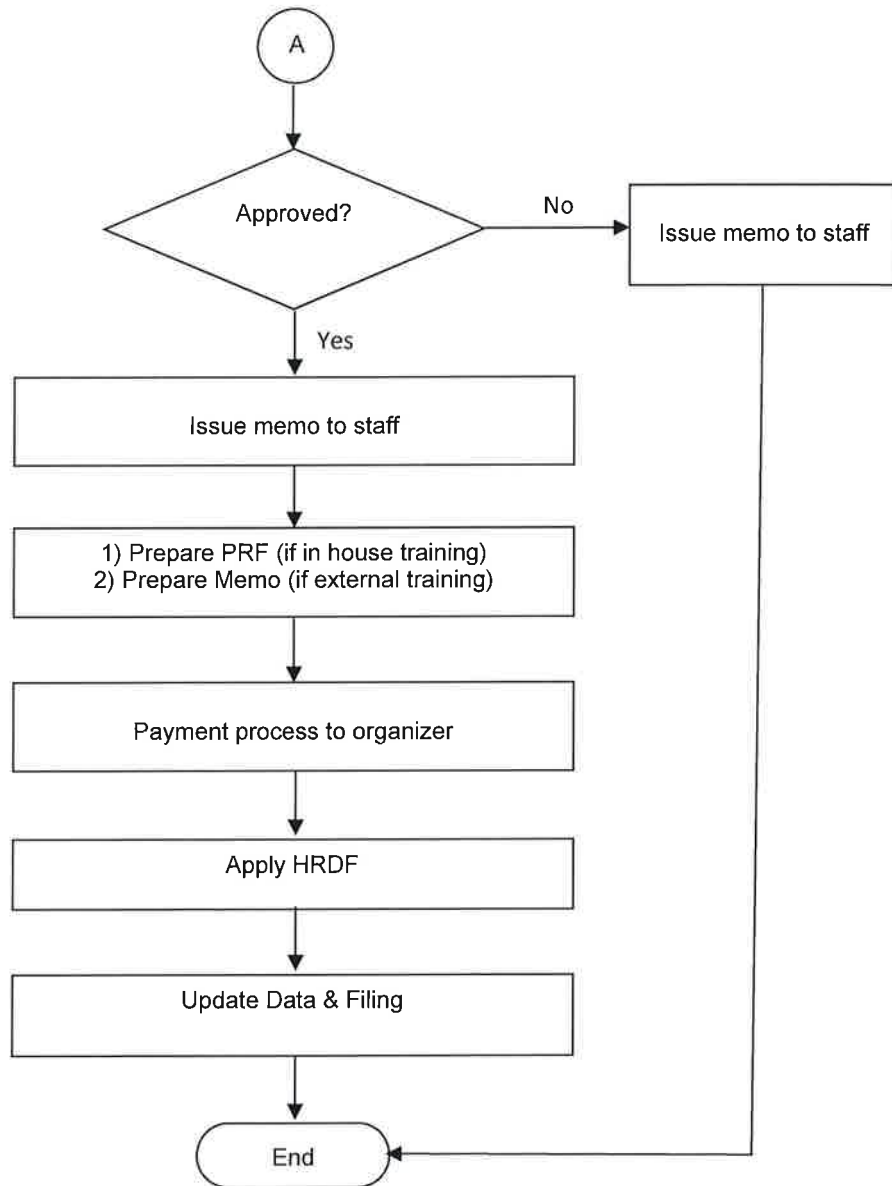 A
Approved?
No
Issue memo to staff
Yes
Issue memo to staff
1) Prepare PRF (if in house training)
2) Prepare Memo (if external training)
Payment process to organizer
Apply HRDF
Update Data & Filing
End